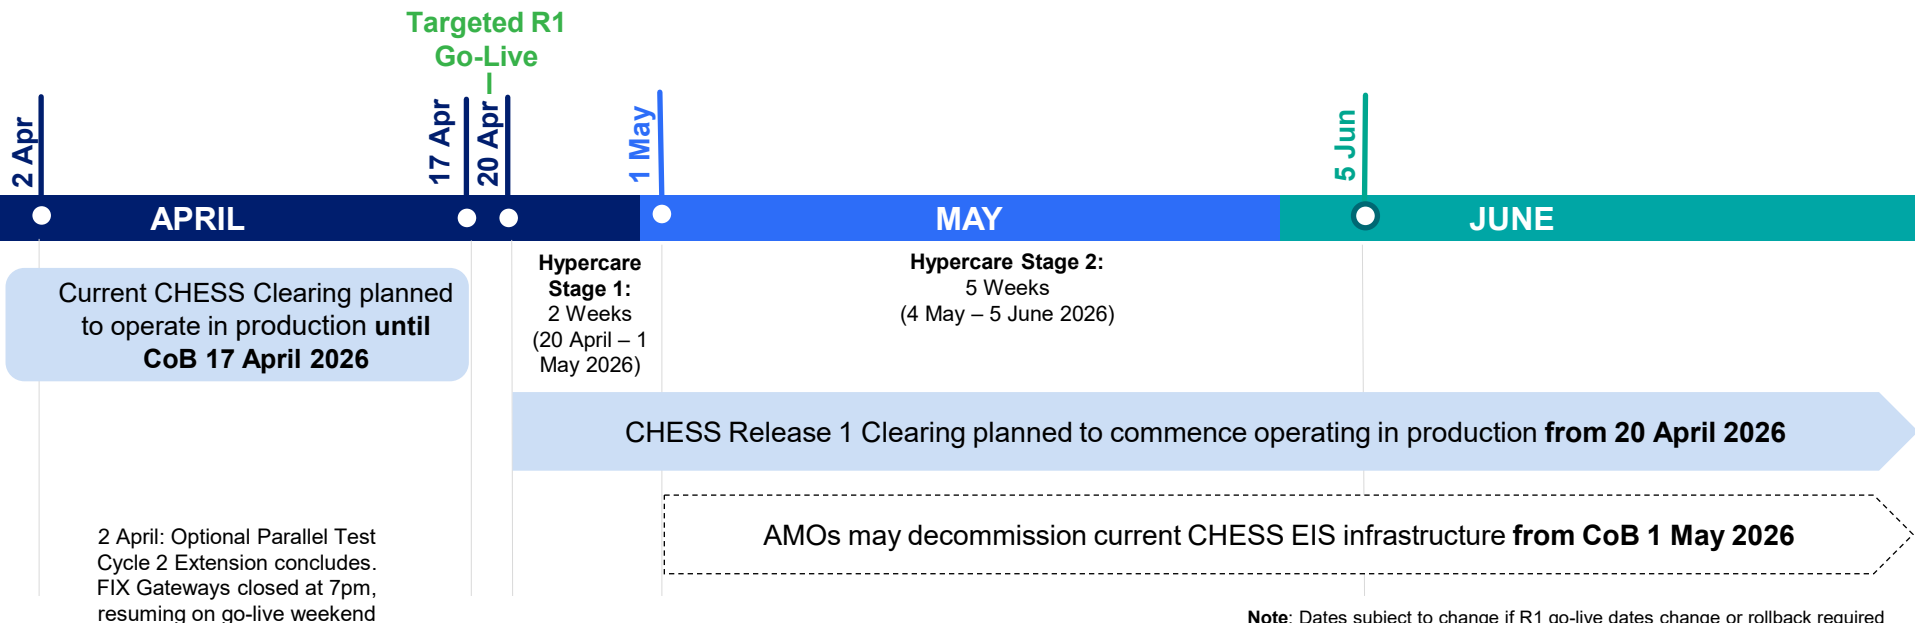 Targeted R1
Go-Live
2 Apr
17 Apr
20 Apr
1 May
5 Jun
APRIL
MAY
JUNE
Current CHESS Clearing planned
to operate in production until
CoB 17 April 2026
Hypercare
Stage 1:
2 Weeks
(20 April – 1
May 2026)
Hypercare Stage 2:
5 Weeks
(4 May – 5 June 2026)
CHESS Release 1 Clearing planned to commence operating in production from 20 April 2026
AMOs may decommission current CHESS EIS infrastructure from CoB 1 May 2026
2 April: Optional Parallel Test
Cycle 2 Extension concludes.
FIX Gateways closed at 7pm,
resuming on go-live weekend
Note: Dates subject to change if R1 go-live dates change or rollback required